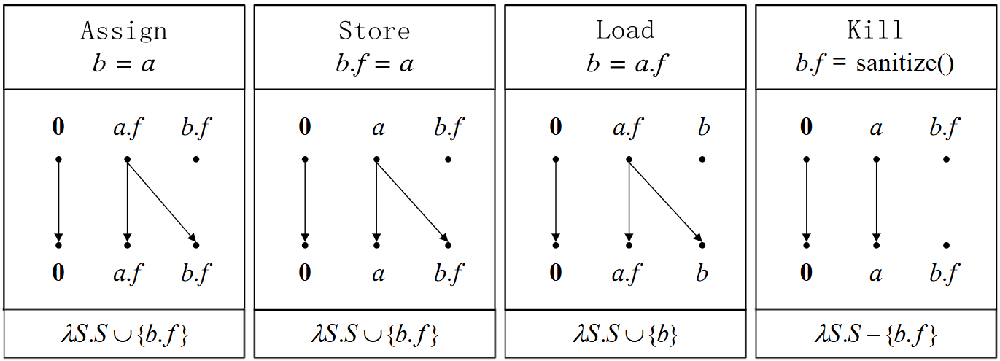 Assign
b = a
0 a.f b.f
0 a.f b.f
λS.S ∪ {b.f}
Store
b.f = a
0 a b.f
0 a b.f
λS.S ∪ {b.f}
Load
b = a.f
0 a.f b
0 a.f b
λS.S ∪ {b}
Kill
b.f = sanitize()
0 a b.f
0 a b.f
λS.S − {b.f}